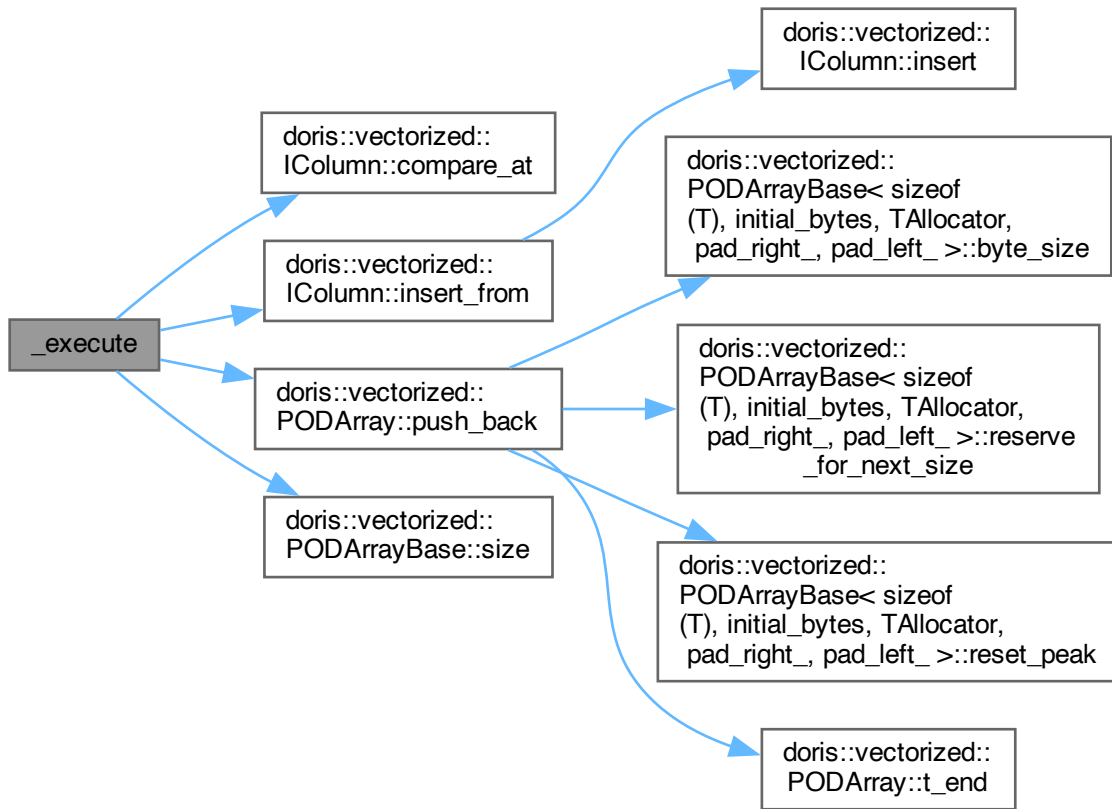 _execute
doris::vectorized::
IColumn::compare_at
doris::vectorized::
IColumn::insert_from
doris::vectorized::
PODArray::push_back
doris::vectorized::
PODArrayBase::size
doris::vectorized::
IColumn::insert
doris::vectorized::
PODArrayBase< sizeof
(T), initial_bytes, TAllocator,
pad_right_, pad_left_ >::byte_size
doris::vectorized::
PODArrayBase< sizeof
(T), initial_bytes, TAllocator,
pad_right_, pad_left_ >::reserve
_for_next_size
doris::vectorized::
PODArrayBase< sizeof
(T), initial_bytes, TAllocator,
pad_right_, pad_left_ >::reset_peak
doris::vectorized::
PODArray::t_end